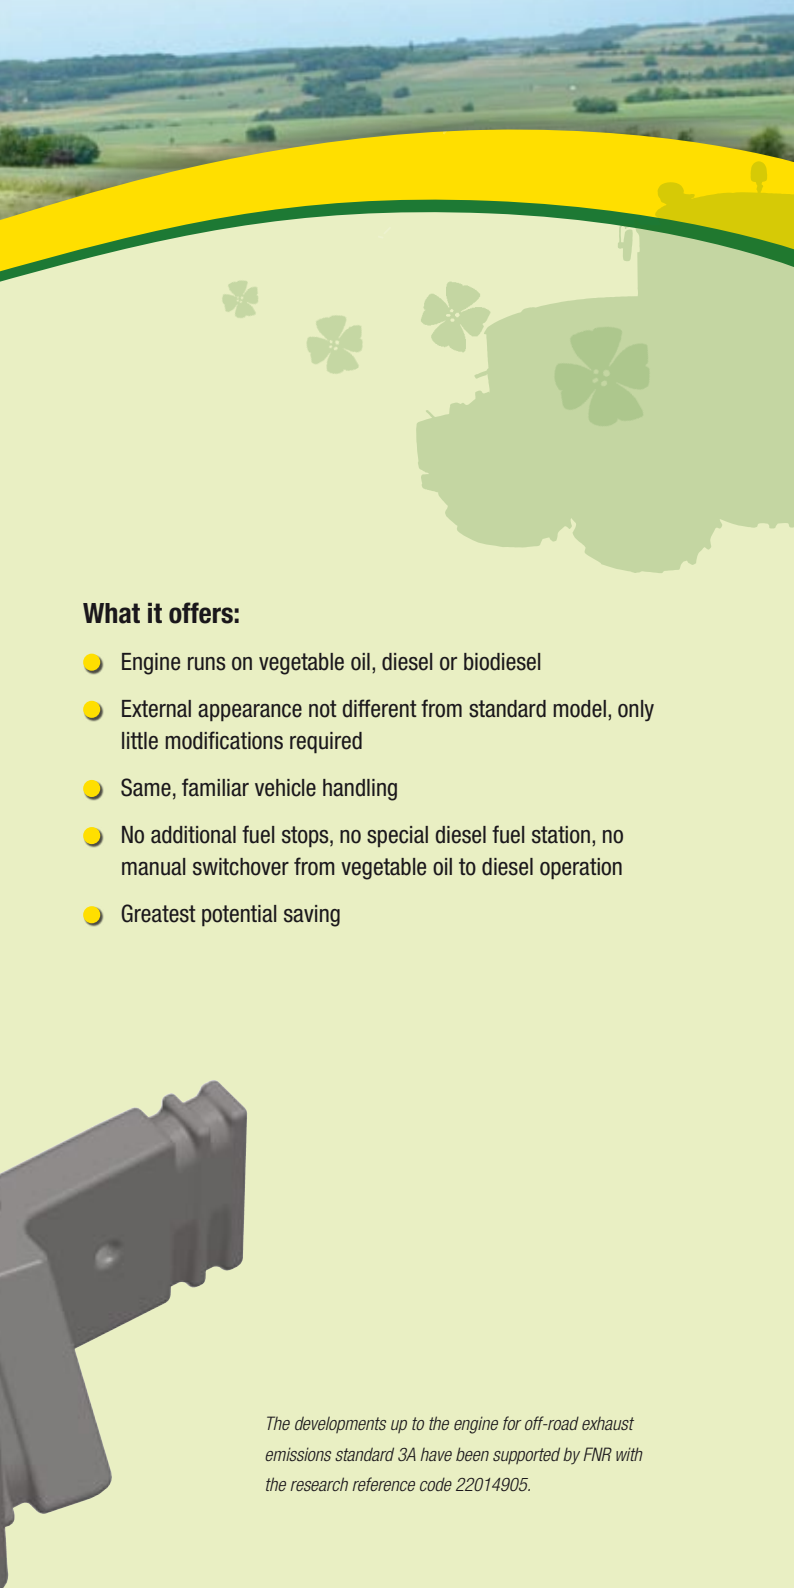 What it offers:
Engine runs on vegetable oil, diesel or biodiesel
External appearance not different from standard model, only
little modifications required
Same, familiar vehicle handling
No additional fuel stops, no special diesel fuel station, no
manual switchover from vegetable oil to diesel operation
Greatest potential saving
The developments up to the engine for off-road exhaust
emissions standard 3A have been supported by FNR with
the research reference code 22014905.